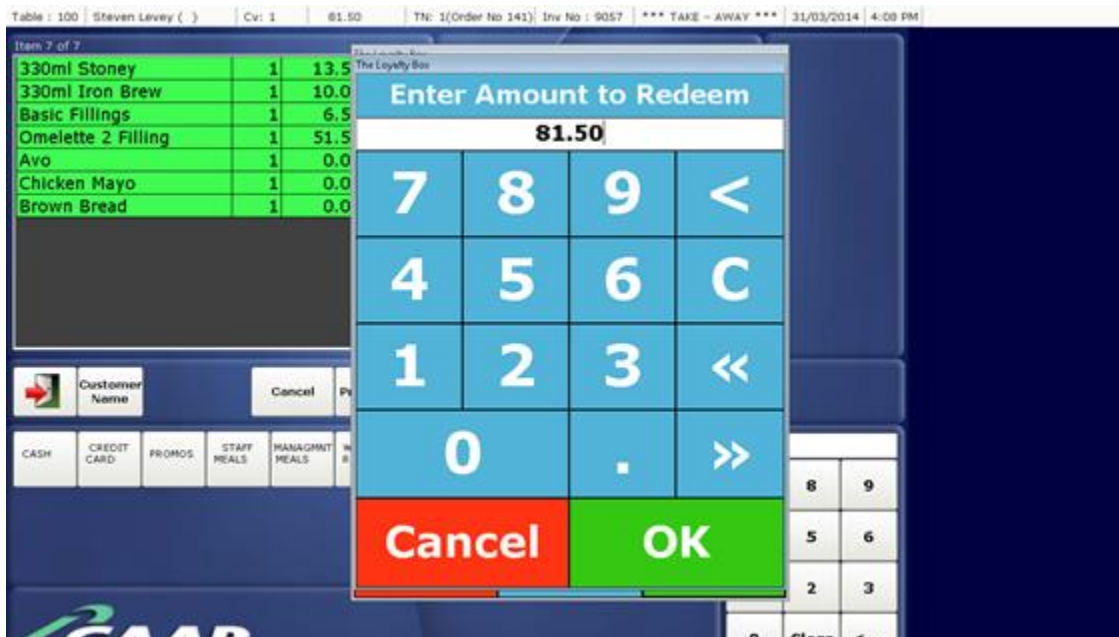 Table : 100 Steven Levey ( ) Cv: 1 81.50 TN: 1(Order No 141) Inv No : 9057 *** TAKE - AWAY *** 31/03/2014 4:08 PM
Item 7 of 7
330ml Stoney 1 13.5
330ml Iron Brew 1 10.0
Basic Fillings 1 6.5
Omelette 2 Filling 1 51.5
Avo 1 0.0
Chicken Mayo 1 0.0
Brown Bread 1 0.0
The Loyalty Box
The Loyalty Box
Enter Amount to Redeem
81.50
7 8 9 <
4 5 6 C
1 2 3 «
0 . »
Cancel OK
Customer
Name
Cancel
CASH
CREDIT
CARD
PROMOS
STAFF
MEALS
MANAGMNT
MEALS
8 9
5 6
2 3
Clear
GAAP